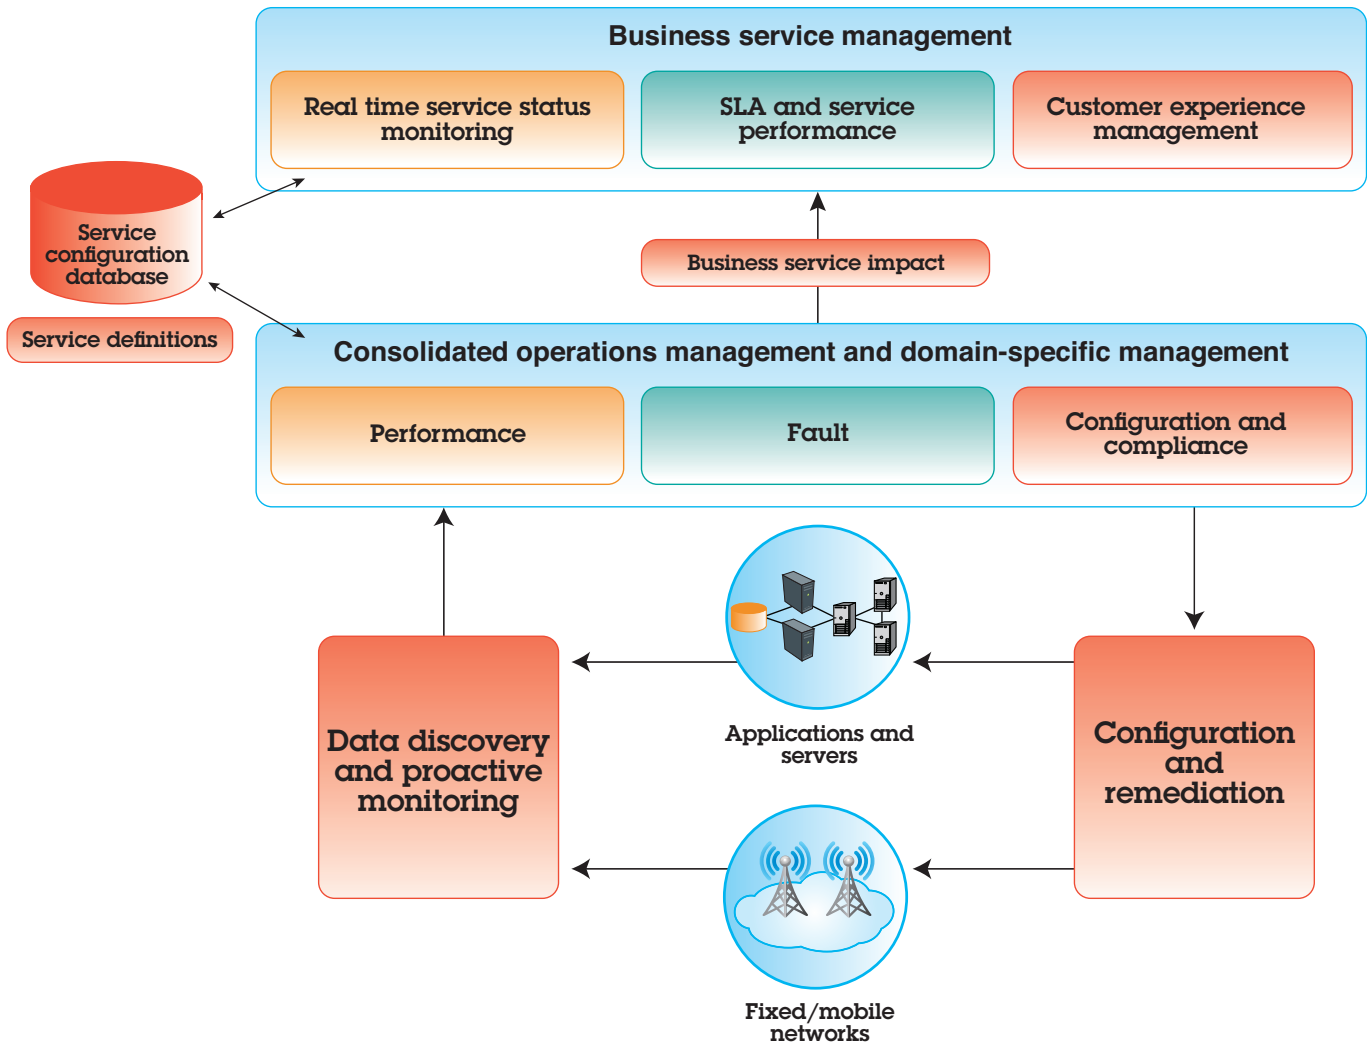 Business service management
Real time service status
monitoring
SLA and service
performance
Customer experience
management
Service
configuration
database
Business service impact
Service definitions
Consolidated operations management and domain-specific management
Performance
Fault
Configuration and
compliance
Data discovery
and proactive
monitoring
Applications and
servers
Configuration
and
remediation
Fixed/mobile
networks